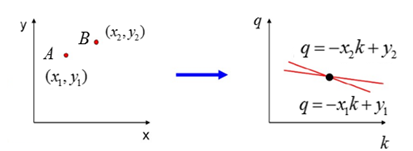 y
B (x₂, y₂)
A
(x₁, y₁)
x
q
q = −x₂k + y₂
q = −x₁k + y₁
k